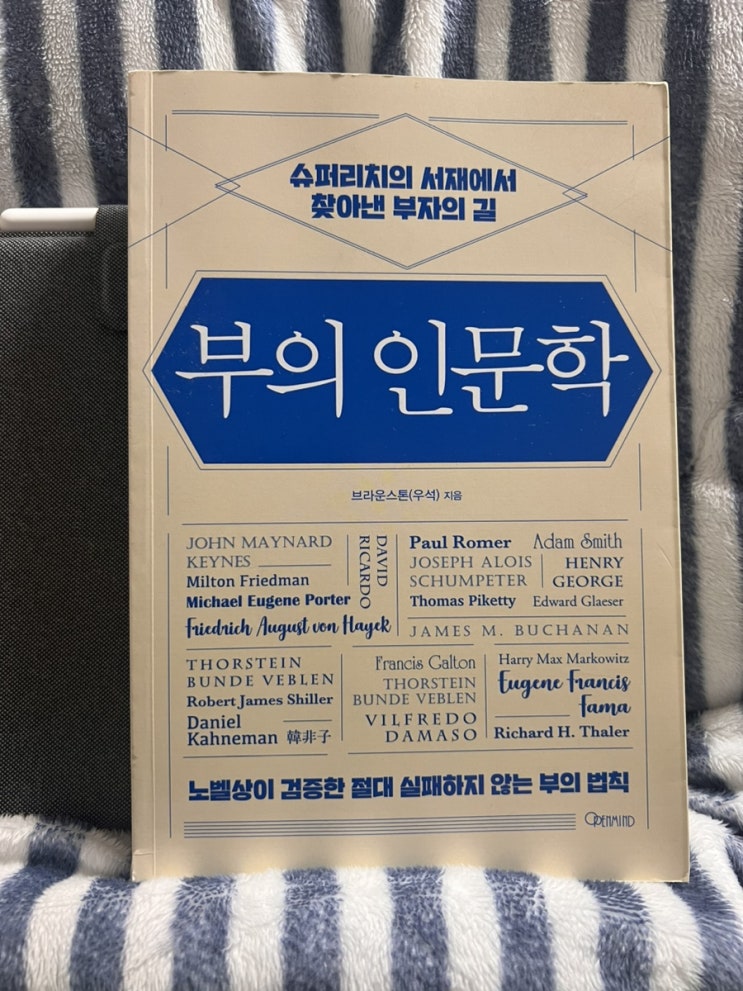 슈퍼리치의 서재에서
찾아낸 부자의 길
부의 인문학
브라운스톤(우석) 지음
JOHN MAYNARD
KEYNES
Milton Friedman
Michael Eugene Porter
Friedrich August von Hayek
DAVID
RICARDO
Paul Romer
Adam Smith
JOSEPH ALOIS
SCHUMPETER
HENRY
GEORGE
Thomas Piketty
Edward Glaeser
JAMES M. BUCHANAN
THORSTEIN
BUNDE VEBLEN
Robert James Shiller
Daniel
Kahneman 韓非子
Francis Galton
THORSTEIN
BUNDE VEBLEN
VILFREDO
DAMASO
Harry Max Markowitz
Eugene Francis
Fama
Richard H. Thaler
노벨상이 검증한 절대 실패하지 않는 부의 법칙
OPENMIND